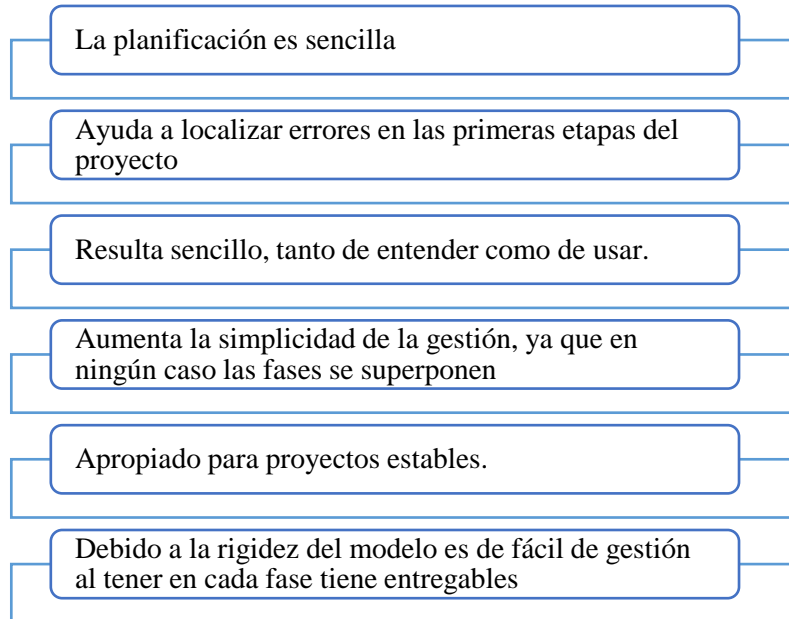 La planificación es sencilla
Ayuda a localizar errores en las primeras etapas del
proyecto
Resulta sencillo, tanto de entender como de usar.
Aumenta la simplicidad de la gestión, ya que en
ningún caso las fases se superponen
Apropiado para proyectos estables.
Debido a la rigidez del modelo es de fácil de gestión
al tener en cada fase tiene entregables